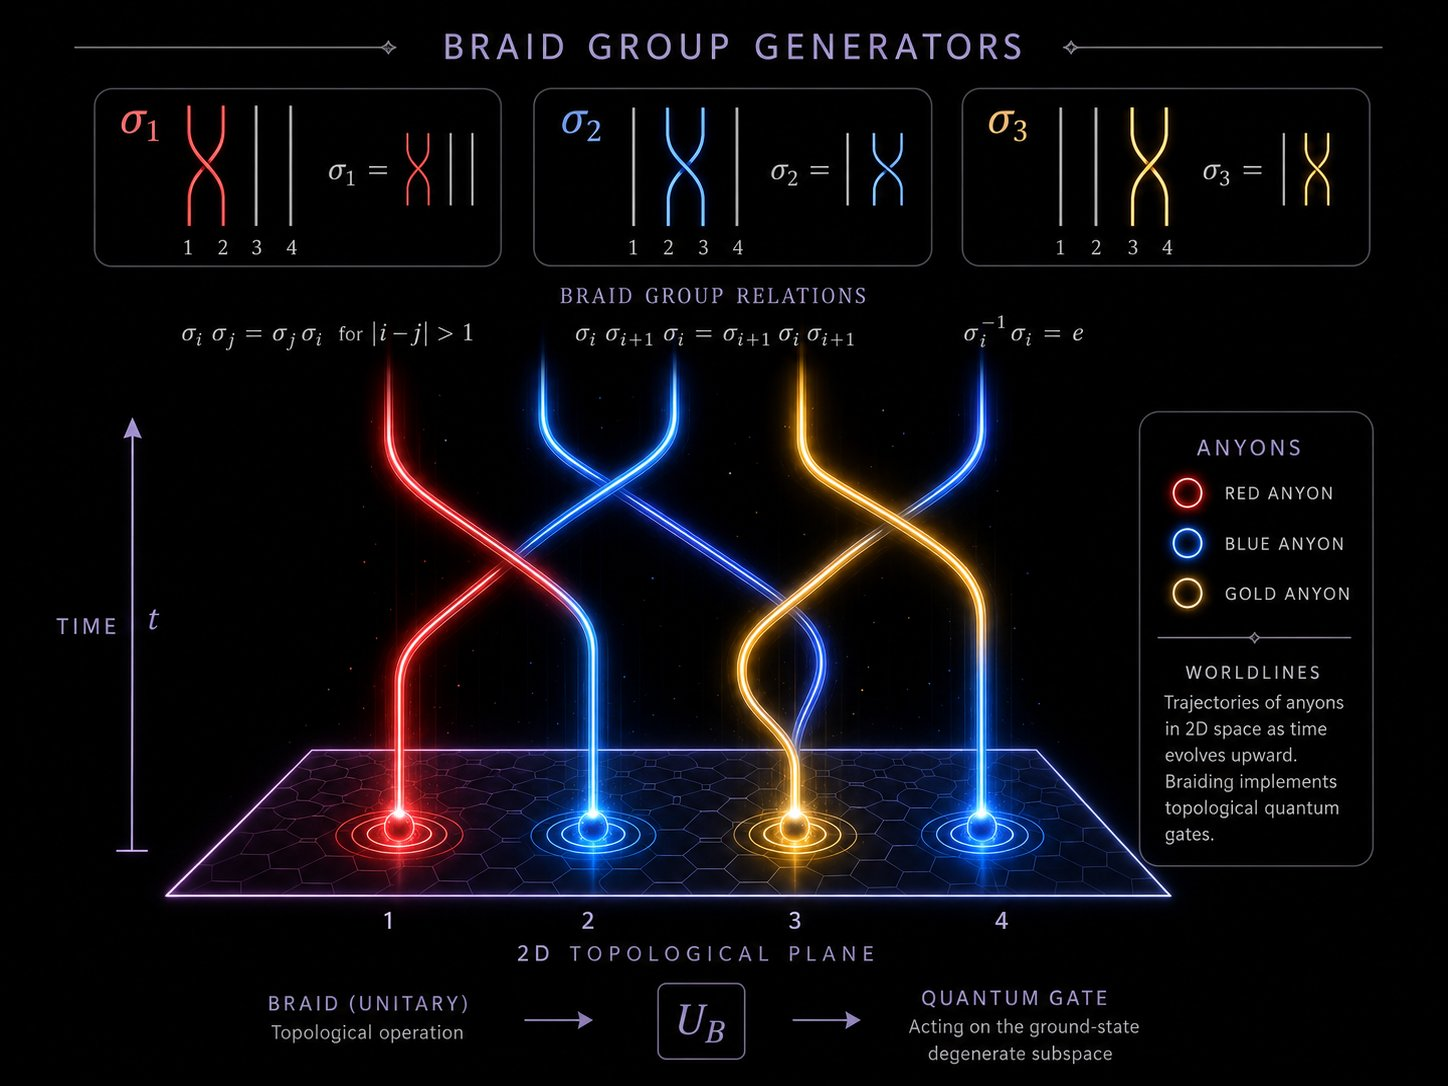 BRAID GROUP GENERATORS
σ₁
1 2 3 4
σ₁ =
σ₂
1 2 3 4
σ₂ =
σ₃
1 2 3 4
σ₃ =
BRAID GROUP RELATIONS
σᵢ σⱼ = σⱼ σᵢ for |i−j| > 1
σᵢ σᵢ₊₁ σᵢ = σᵢ₊₁ σᵢ σᵢ₊₁
σᵢ⁻¹ σᵢ = e
TIME t
ANYONS
RED ANYON
BLUE ANYON
GOLD ANYON
WORLDLINES
Trajectories of anyons
in 2D space as time
evolves upward.
Braiding implements
topological quantum
gates.
1 2 3 4
2D TOPOLOGICAL PLANE
BRAID (UNITARY)
Topological operation
U_B
QUANTUM GATE
Acting on the ground-state
degenerate subspace